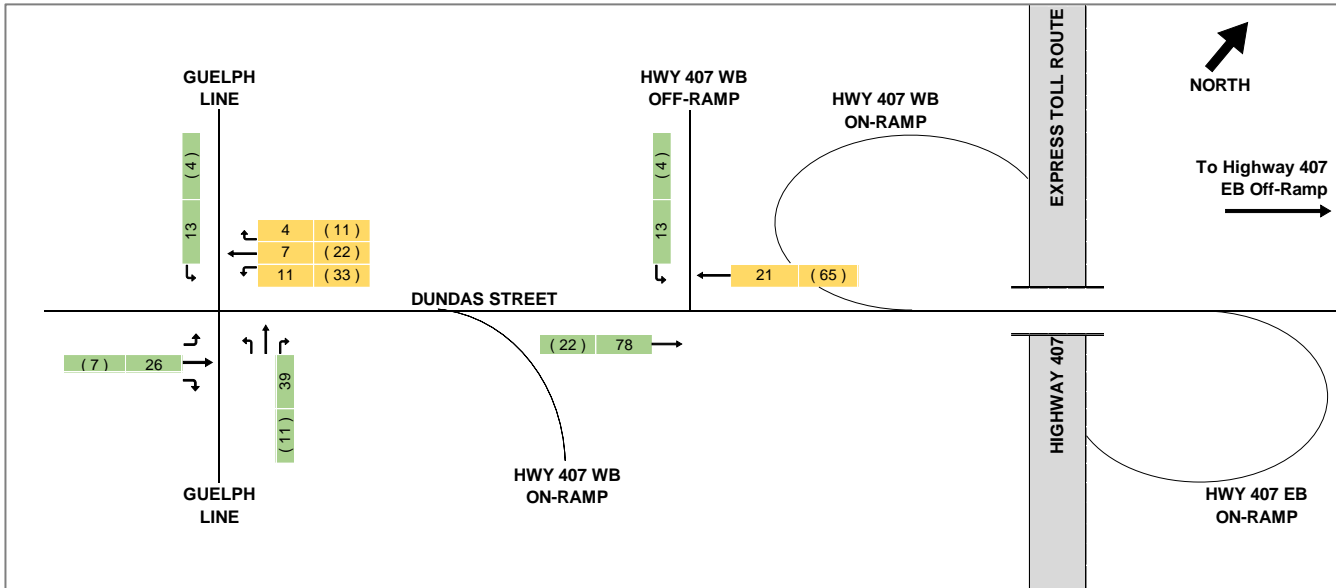 GUELPH
LINE
HWY 407 WB
OFF-RAMP
HWY 407 WB
ON-RAMP
EXPRESS TOLL ROUTE
NORTH
To Highway 407
EB Off-Ramp
13 ( 4 )
4 ( 11 )
7 ( 22 )
11 ( 33 )
13 ( 4 )
21 ( 65 )
DUNDAS STREET
( 7 ) 26
( 22 ) 78
( 11 ) 39
HIGHWAY 407
GUELPH
LINE
HWY 407 WB
ON-RAMP
HWY 407 EB
ON-RAMP